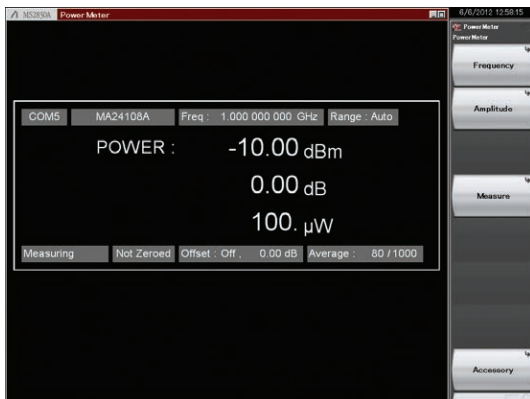 MS2850A Power Meter
6/6/2012 12:58:15
Power Meter
Power Meter
Frequency
Amplitude
COM5 MA24108A Freq : 1.000 000 000 GHz Range : Auto
POWER : -10.00 dBm
0.00 dB
100. µW
Measure
Measuring Not Zeroed Offset : Off , 0.00 dB Average : 80 / 1000
Accessory